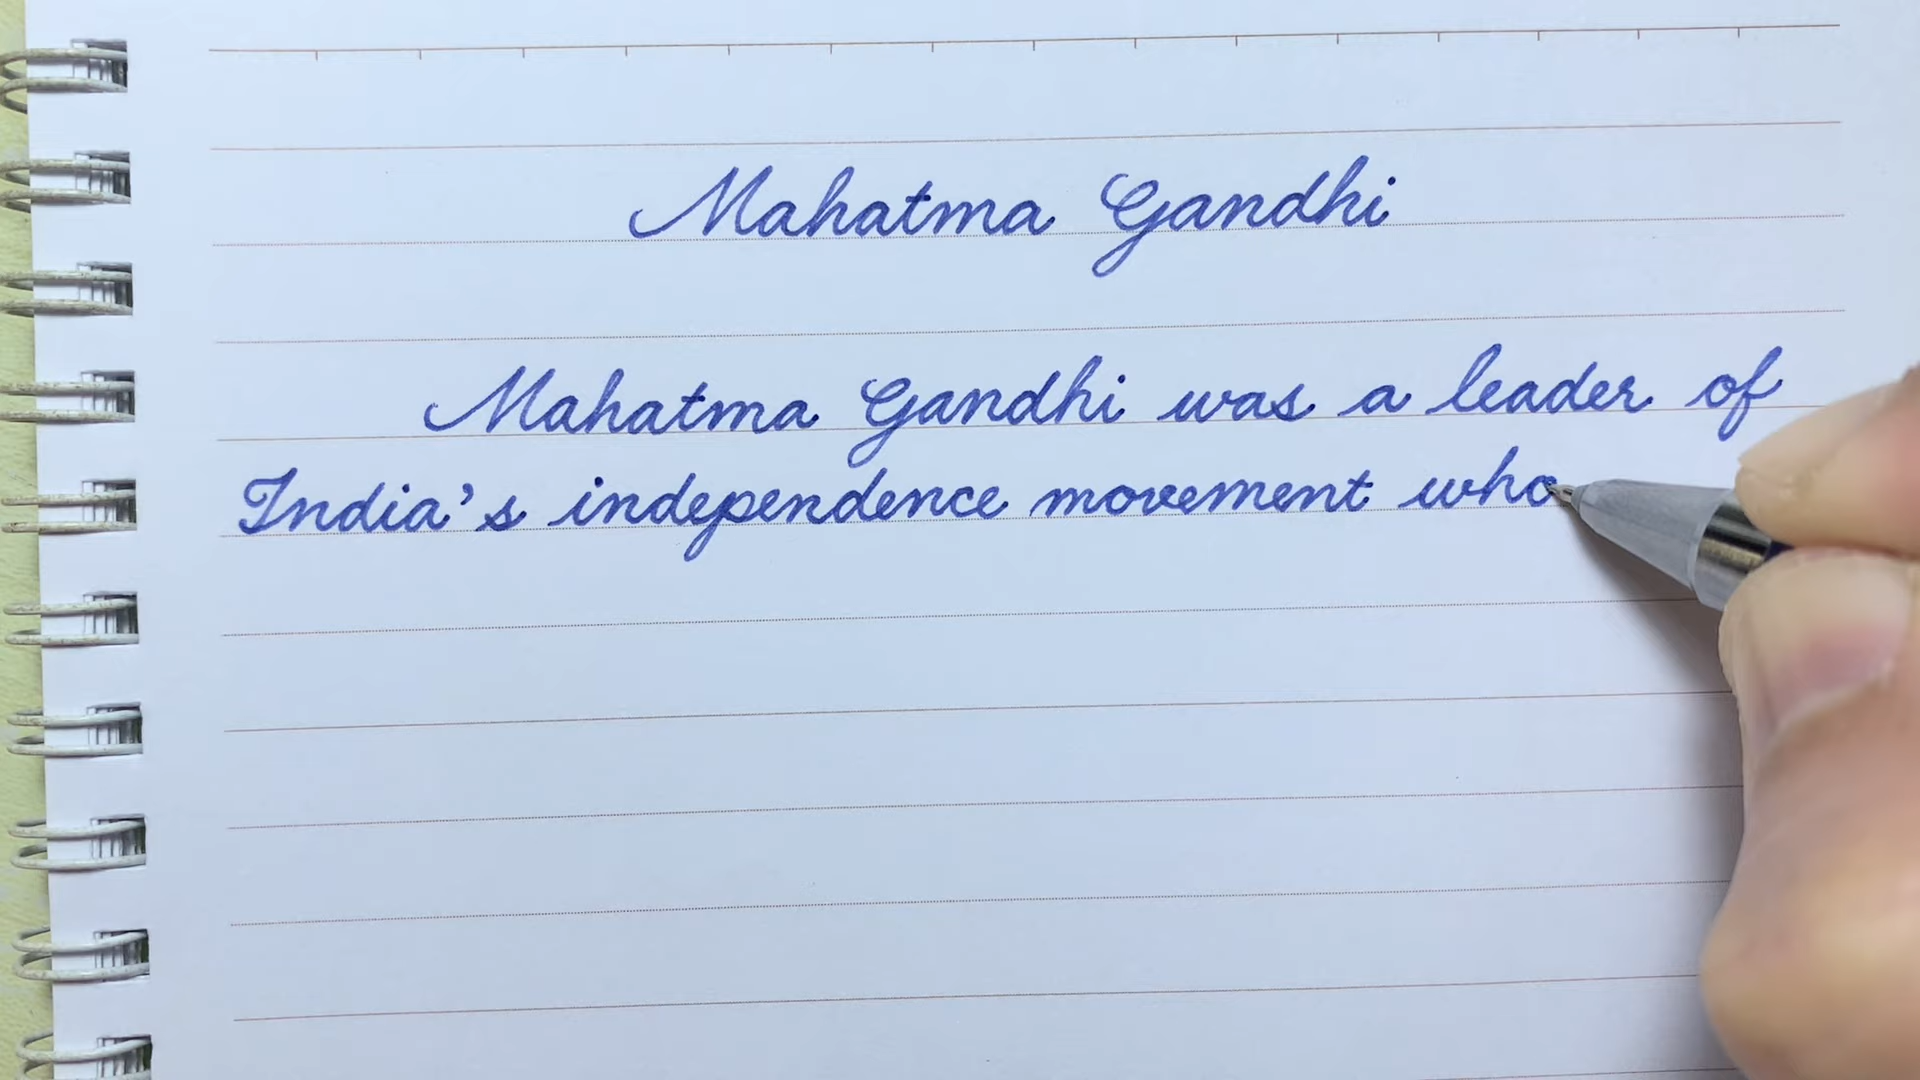 Mahatma Gandhi
Mahatma Gandhi was a leader of
India's independence movement who